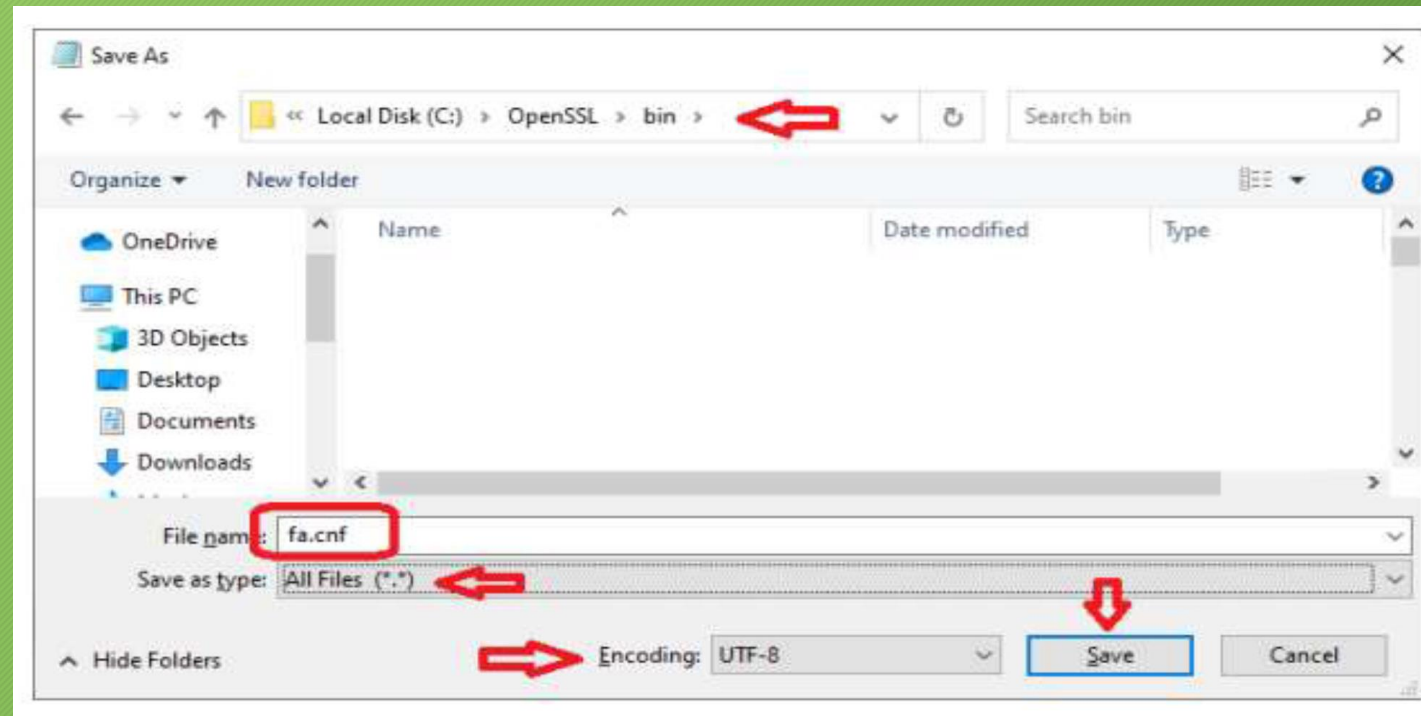 Save As
« Local Disk (C:) › OpenSSL › bin ›
Search bin
Organize
New folder
Name
Date modified
Type
OneDrive
This PC
3D Objects
Desktop
Documents
Downloads
File name: fa.cnf
Save as type: All Files (*.*)
Hide Folders
Encoding: UTF-8
Save
Cancel